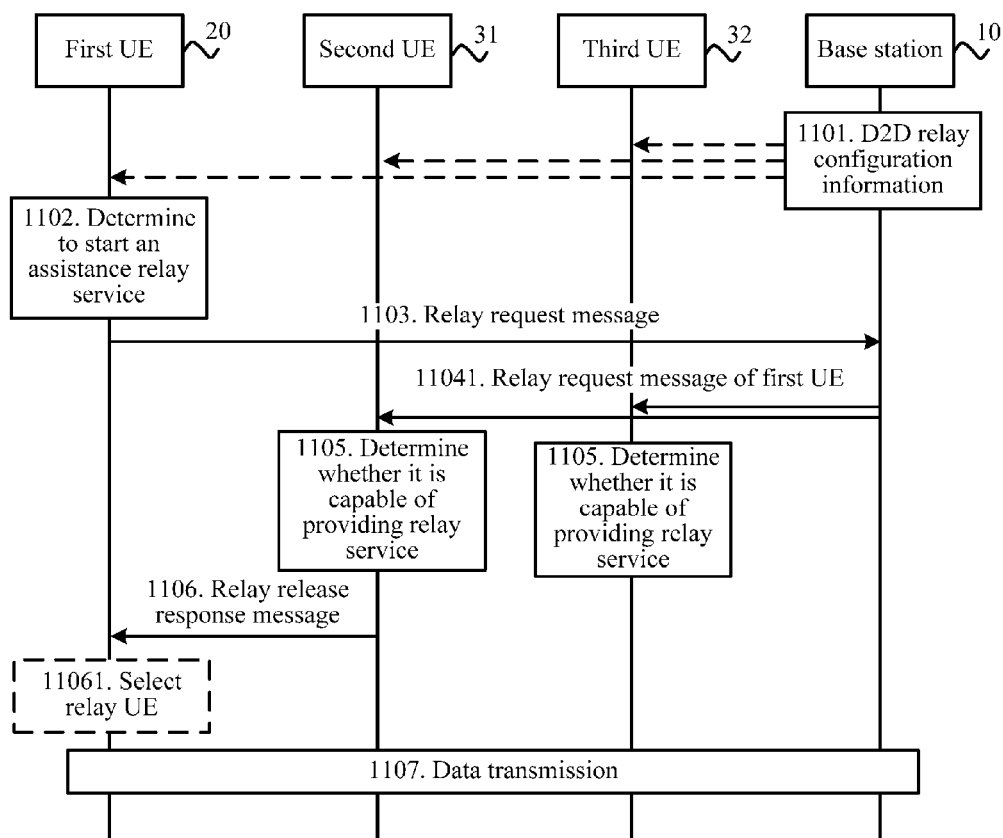 First UE
20
Second UE
31
Third UE
32
Base station
10
1101. D2D relay
configuration
information
1102. Determine
to start an
assistance relay
service
1103. Relay request message
11041. Relay request message of first UE
1105. Determine
whether it is
capable of
providing relay
service
1105. Determine
whether it is
capable of
providing relay
service
1106. Relay release
response message
11061. Select
relay UE
1107. Data transmission